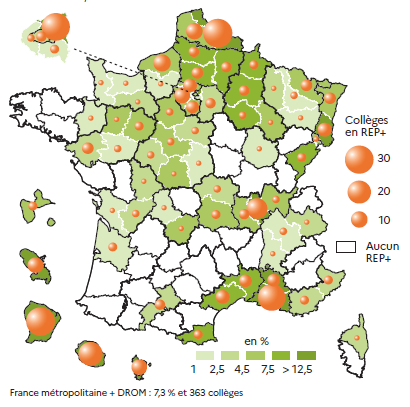 Collèges
en REP+
30
20
10
Aucun
REP+
en %
1 2,5 4,5 7,5 > 12,5
France métropolitaine + DROM : 7,3 % et 363 collèges